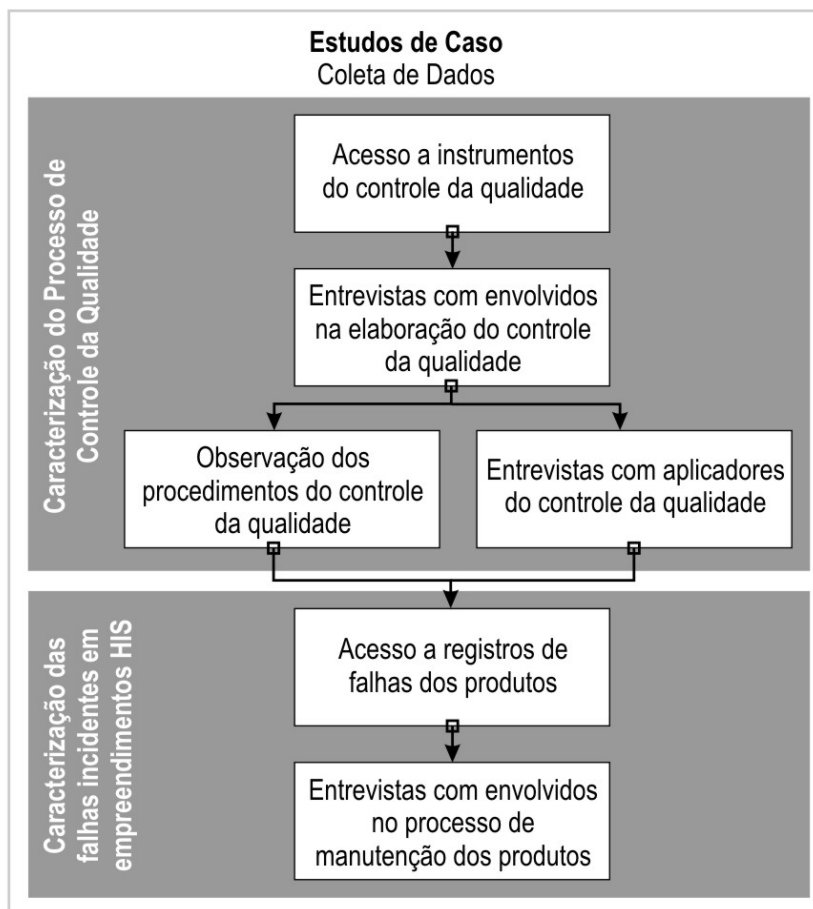 Estudos de Caso
Coleta de Dados
Caracterização do Processo de
Controle da Qualidade
Acesso a instrumentos
do controle da qualidade
Entrevistas com envolvidos
na elaboração do controle
da qualidade
Observação dos
procedimentos do controle
da qualidade
Entrevistas com aplicadores
do controle da qualidade
Caracterização das
falhas incidentes em
empreendimentos HIS
Acesso a registros de
falhas dos produtos
Entrevistas com envolvidos
no processo de
manutenção dos produtos